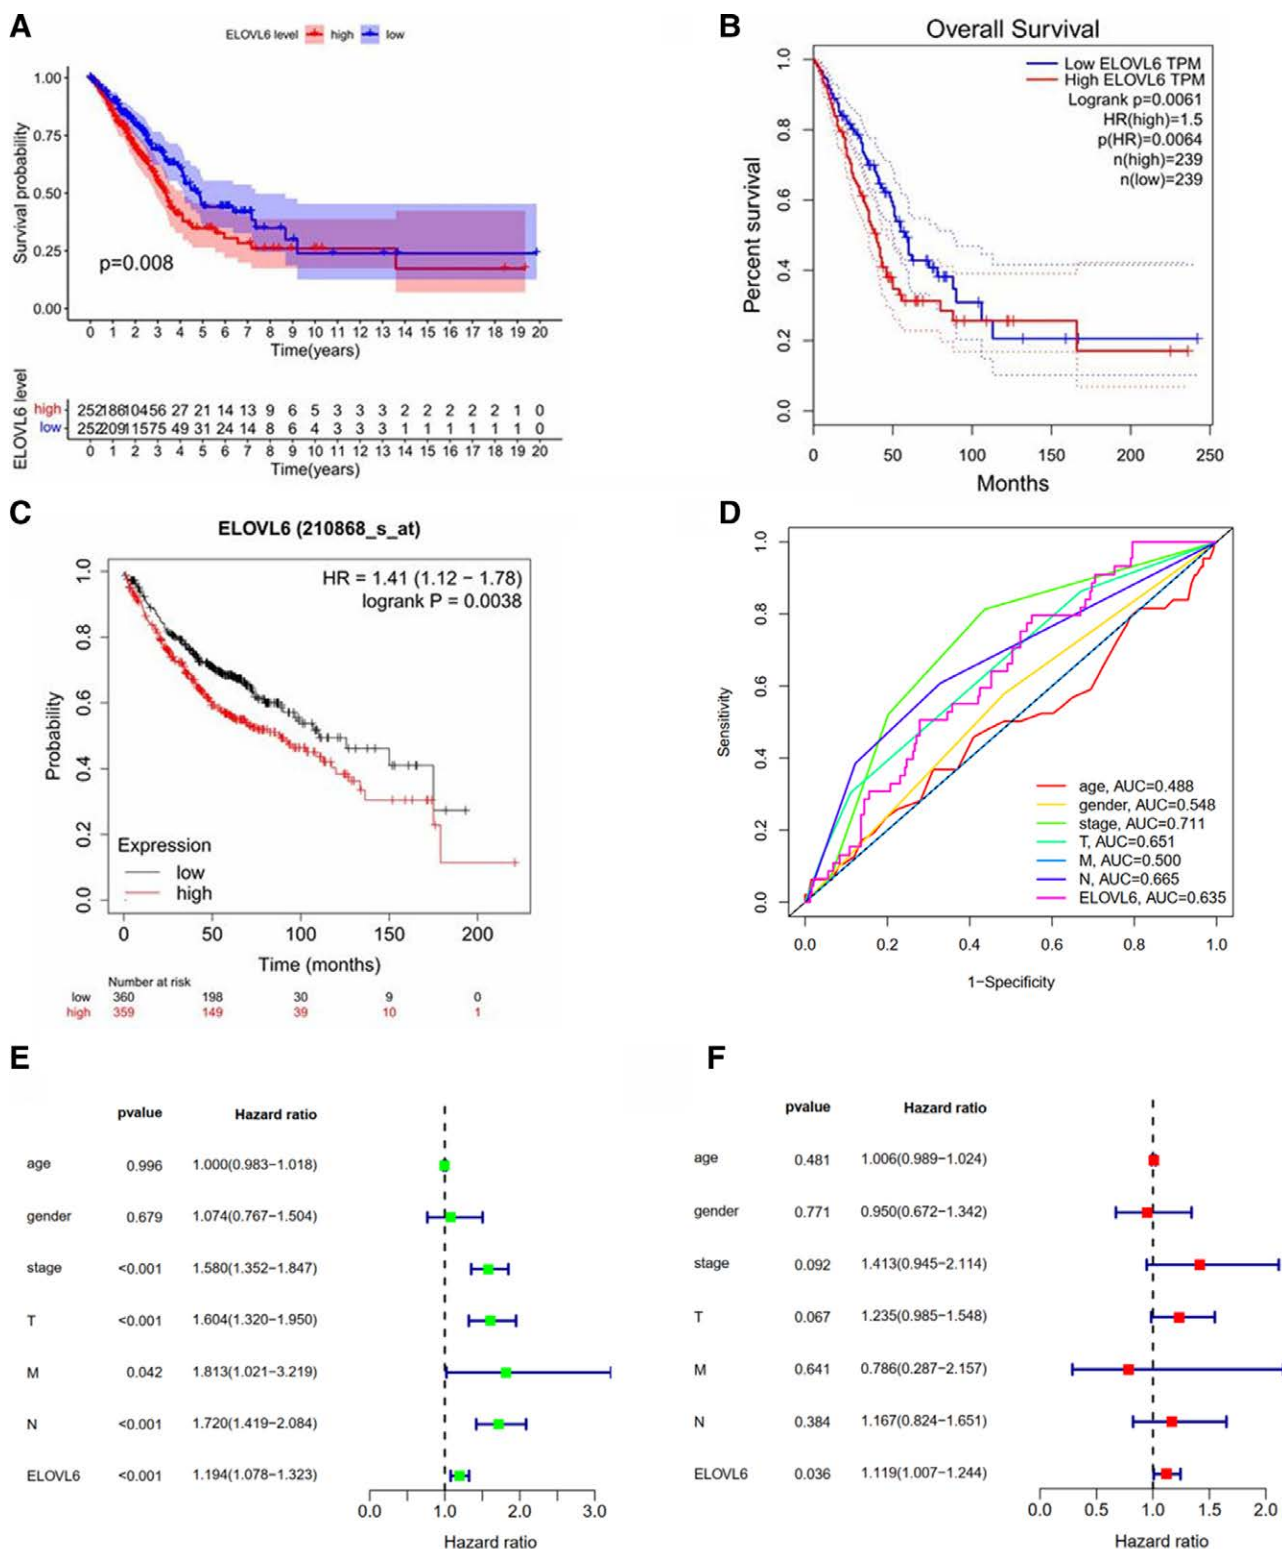 A
ELOVL6 level high low
Survival probability
1.00
0.75
0.50
0.25
0.00
p=0.008
0 1 2 3 4 5 6 7 8 9 10 11 12 13 14 15 16 17 18 19 20
Time(years)
ELOVL6 level
high 252 186 104 56 27 21 14 13 9 6 5 3 3 3 2 2 2 2 2 1 0
low 252 209 115 75 49 31 24 14 8 6 4 3 3 3 1 1 1 1 1 1 0
0 1 2 3 4 5 6 7 8 9 10 11 12 13 14 15 16 17 18 19 20
Time(years)
B
Overall Survival
Low ELOVL6 TPM
High ELOVL6 TPM
Logrank p=0.0061
HR(high)=1.5
p(HR)=0.0064
n(high)=239
n(low)=239
Percent survival
1.0
0.8
0.6
0.4
0.2
0.0
0 50 100 150 200 250
Months
C
ELOVL6 (210868_s_at)
HR = 1.41 (1.12 − 1.78)
logrank P = 0.0038
Probability
1.0
0.8
0.6
0.4
0.2
0.0
Expression
low
high
0 50 100 150 200
Time (months)
Number at risk
low 360 198 30 9 0
high 359 149 39 10 1
D
Sensitivity
1.0
0.8
0.6
0.4
0.2
0.0
age, AUC=0.488
gender, AUC=0.548
stage, AUC=0.711
T, AUC=0.651
M, AUC=0.500
N, AUC=0.665
ELOVL6, AUC=0.635
0.0 0.2 0.4 0.6 0.8 1.0
1−Specificity
E
pvalue Hazard ratio
age 0.996 1.000(0.983−1.018)
gender 0.679 1.074(0.767−1.504)
stage <0.001 1.580(1.352−1.847)
T <0.001 1.604(1.320−1.950)
M 0.042 1.813(1.021−3.219)
N <0.001 1.720(1.419−2.084)
ELOVL6 <0.001 1.194(1.078−1.323)
0.0 1.0 2.0 3.0
Hazard ratio
F
pvalue Hazard ratio
age 0.481 1.006(0.989−1.024)
gender 0.771 0.950(0.672−1.342)
stage 0.092 1.413(0.945−2.114)
T 0.067 1.235(0.985−1.548)
M 0.641 0.786(0.287−2.157)
N 0.384 1.167(0.824−1.651)
ELOVL6 0.036 1.119(1.007−1.244)
0.0 0.5 1.0 1.5 2.0
Hazard ratio